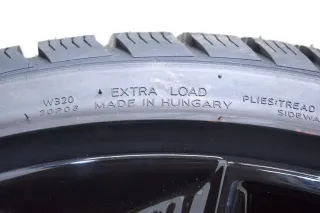 W320
EXTRA LOAD
MADE IN HUNGARY
PLIES:TREAD